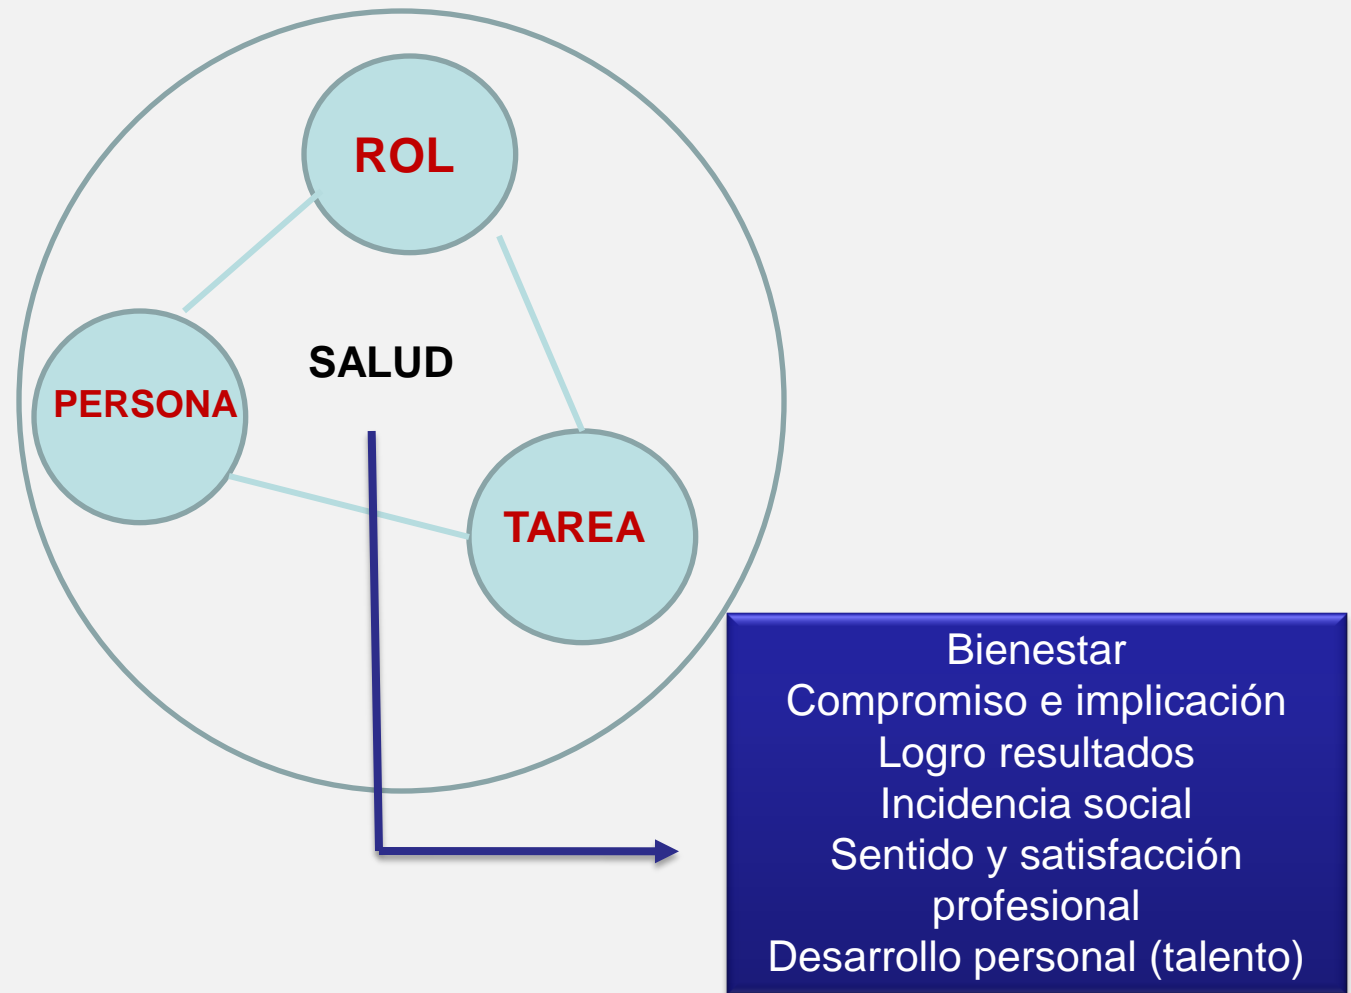 ROL
SALUD
PERSONA
TAREA
Bienestar
Compromiso e implicación
Logro resultados
Incidencia social
Sentido y satisfacción
profesional
Desarrollo personal (talento)